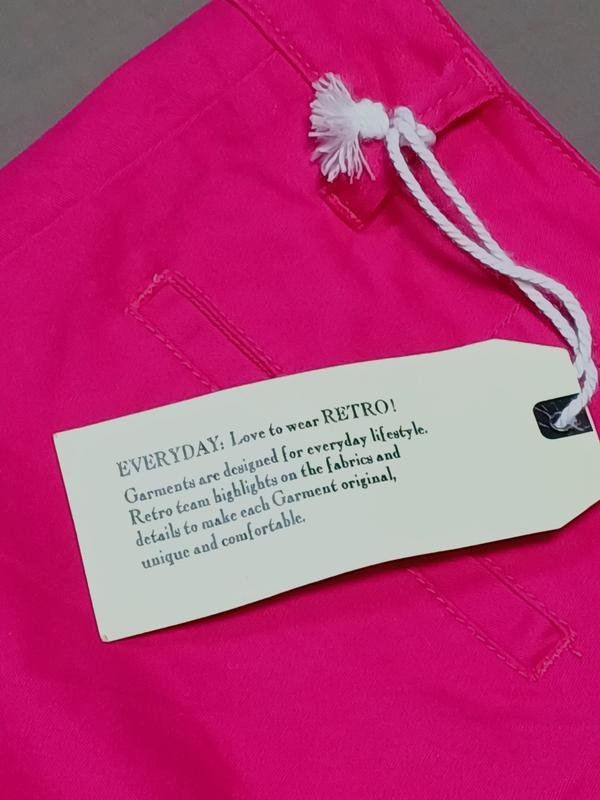 EVERYDAY: Love to wear RETRO!
Garments are designed for everyday lifestyle.
Retro team highlights on the fabrics and
details to make each Garment original,
unique and comfortable.